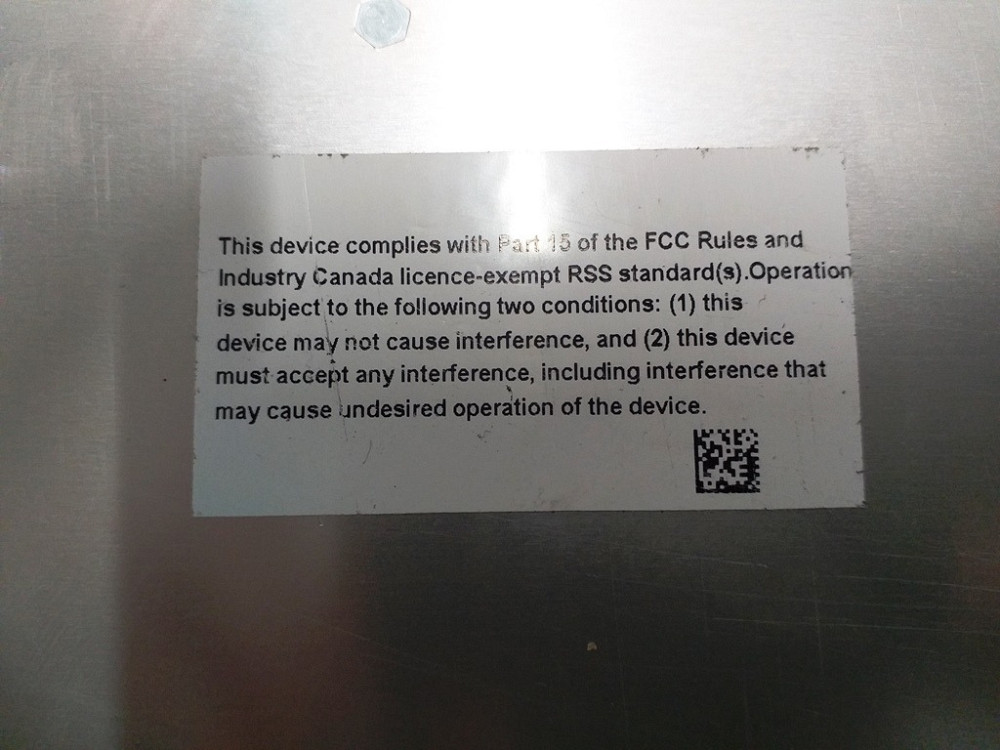 This device complies with Part 15 of the FCC Rules and
Industry Canada licence-exempt RSS standard(s).Operation
is subject to the following two conditions: (1) this
device may not cause interference, and (2) this device
must accept any interference, including interference that
may cause undesired operation of the device.